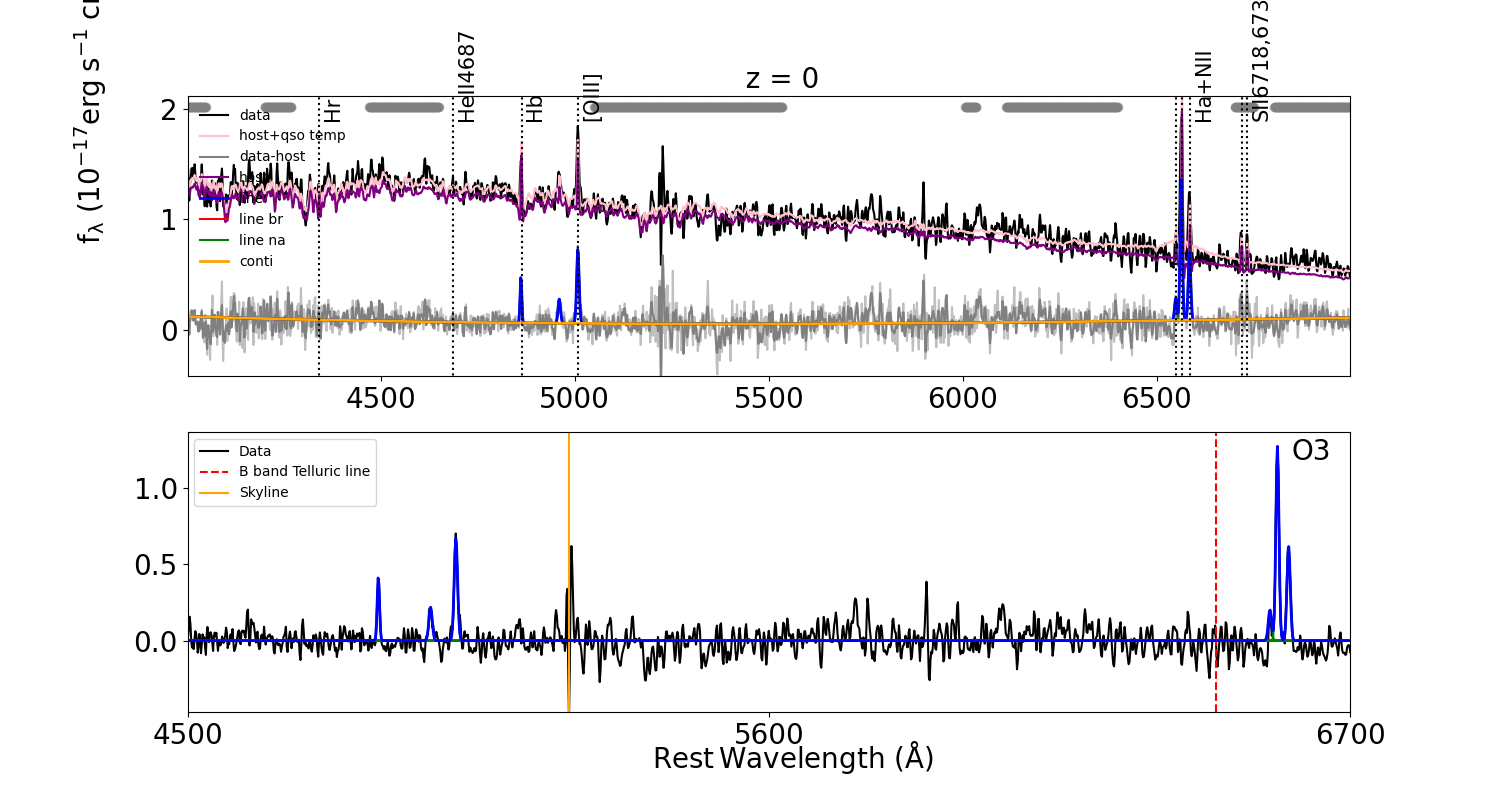 z = 0
f_λ (10^−17 erg s^−1 c
2
1
0
data
host+qso temp
data-host
line
line br
line na
conti
Hr
HeII4687
Hb
[OIII]
Ha+NII
SII6718,673
4500 5000 5500 6000 6500
1.0
0.5
0.0
Data
B band Telluric line
Skyline
O3
4500 5600 6700
Rest Wavelength (Å)